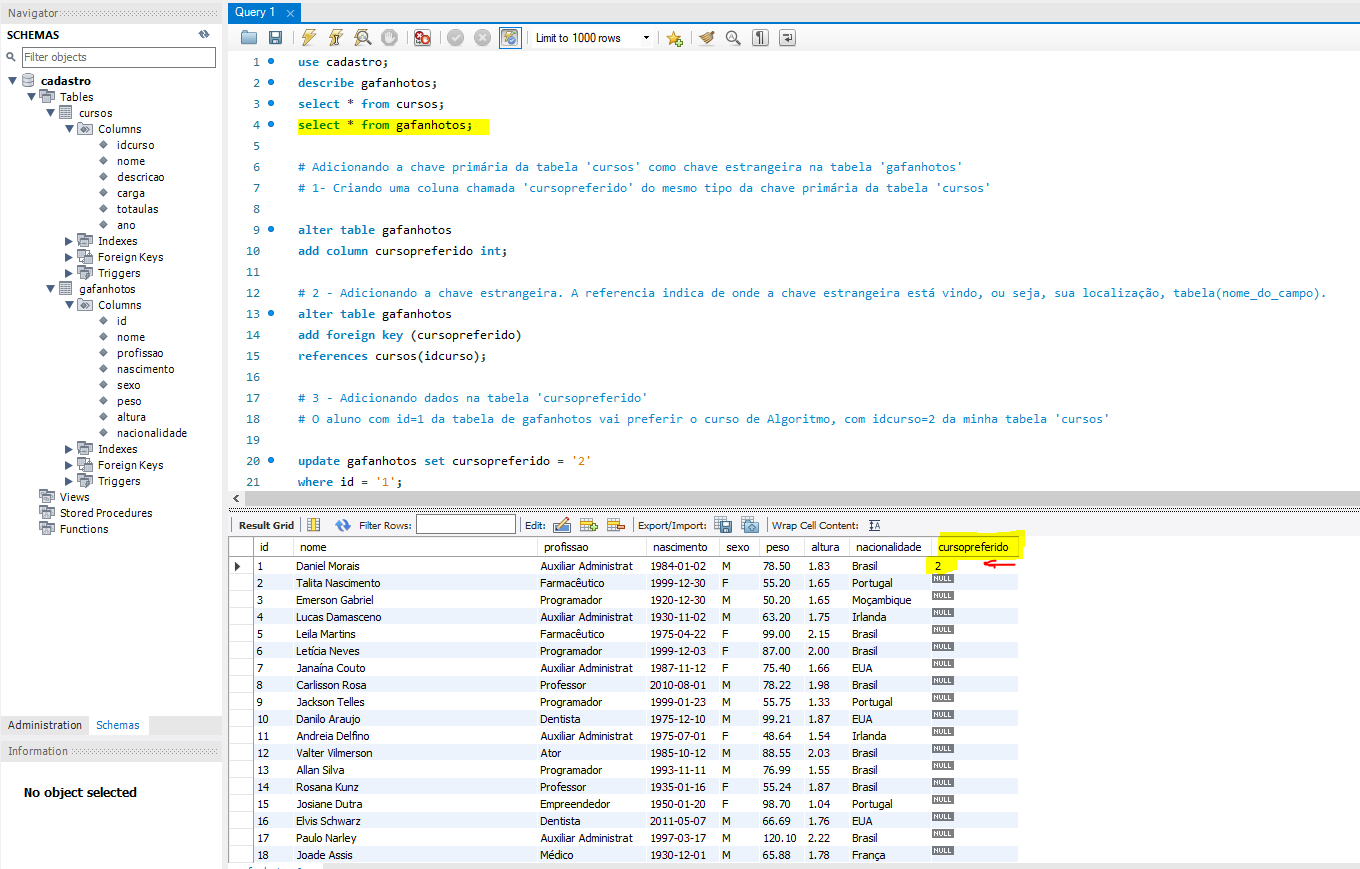 Navigator
SCHEMAS
Filter objects
cadastro
Tables
cursos
Columns
idcurso
nome
descricao
carga
totaulas
ano
Indexes
Foreign Keys
Triggers
gafanhotos
Columns
id
nome
profissao
nascimento
sexo
peso
altura
nacionalidade
Indexes
Foreign Keys
Triggers
Views
Stored Procedures
Functions
Administration Schemas
Information
No object selected
Query 1
Limit to 1000 rows
1 use cadastro;
2 describe gafanhotos;
3 select * from cursos;
4 select * from gafanhotos;
5
6 # Adicionando a chave primária da tabela 'cursos' como chave estrangeira na tabela 'gafanhotos'
7 # 1- Criando uma coluna chamada 'cursopreferido' do mesmo tipo da chave primária da tabela 'cursos'
8
9 alter table gafanhotos
10 add column cursopreferido int;
11
12 # 2 - Adicionando a chave estrangeira. A referencia indica de onde a chave estrangeira está vindo, ou seja, sua localização, tabela(nome_do_campo).
13 alter table gafanhotos
14 add foreign key (cursopreferido)
15 references cursos(idcurso);
16
17 # 3 - Adicionando dados na tabela 'cursopreferido'
18 # O aluno com id=1 da tabela de gafanhotos vai preferir o curso de Algoritmo, com idcurso=2 da minha tabela 'cursos'
19
20 update gafanhotos set cursopreferido = '2'
21 where id = '1';
Result Grid Filter Rows: Edit: Export/Import: Wrap Cell Content:
id nome profissao nascimento sexo peso altura nacionalidade cursopreferido
1 Daniel Morais Auxiliar Administrat 1984-01-02 M 78.50 1.83 Brasil 2
2 Talita Nascimento Farmacêutico 1999-12-30 F 55.20 1.65 Portugal NULL
3 Emerson Gabriel Programador 1920-12-30 M 50.20 1.65 Moçambique NULL
4 Lucas Damasceno Auxiliar Administrat 1930-11-02 M 63.20 1.75 Irlanda NULL
5 Leila Martins Farmacêutico 1975-04-22 F 99.00 2.15 Brasil NULL
6 Letícia Neves Programador 1999-12-03 F 87.00 2.00 Brasil NULL
7 Janaína Couto Auxiliar Administrat 1987-11-12 F 75.40 1.66 EUA NULL
8 Carlisson Rosa Professor 2010-08-01 M 78.22 1.98 Brasil NULL
9 Jackson Telles Programador 1999-01-23 M 55.75 1.33 Portugal NULL
10 Danilo Araujo Dentista 1975-12-10 M 99.21 1.87 EUA NULL
11 Andreia Delfino Auxiliar Administrat 1975-07-01 F 48.64 1.54 Irlanda NULL
12 Valter Vilmerson Ator 1985-10-12 M 88.55 2.03 Brasil NULL
13 Allan Silva Programador 1993-11-11 M 76.99 1.55 Brasil NULL
14 Rosana Kunz Professor 1935-01-16 F 55.24 1.87 Brasil NULL
15 Josiane Dutra Empreendedor 1950-01-20 F 98.70 1.04 Portugal NULL
16 Elvis Schwarz Dentista 2011-05-07 M 66.69 1.76 EUA NULL
17 Paulo Narley Auxiliar Administrat 1997-03-17 M 120.10 2.22 Brasil NULL
18 Joade Assis Médico 1930-12-01 M 65.88 1.78 França NULL